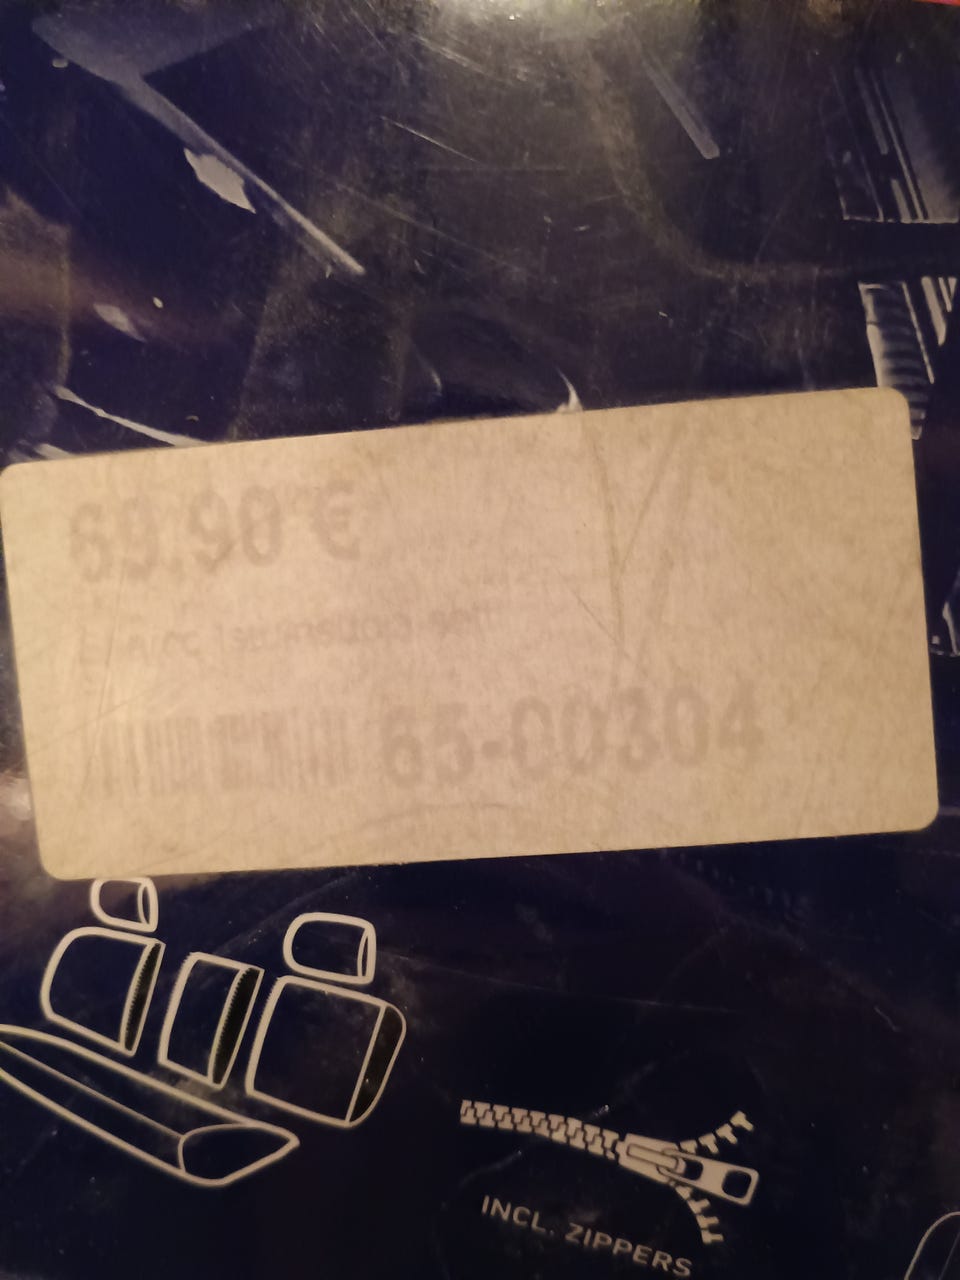 69.90 €
65-00304
INCL. ZIPPERS